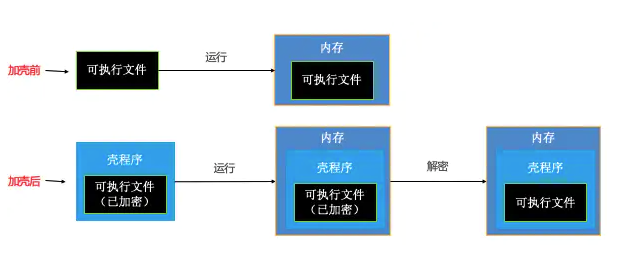 加壳前
可执行文件
运行
内存
可执行文件
加壳后
壳程序
可执行文件
（已加密）
运行
内存
壳程序
可执行文件
（已加密）
解密
内存
壳程序
可执行文件